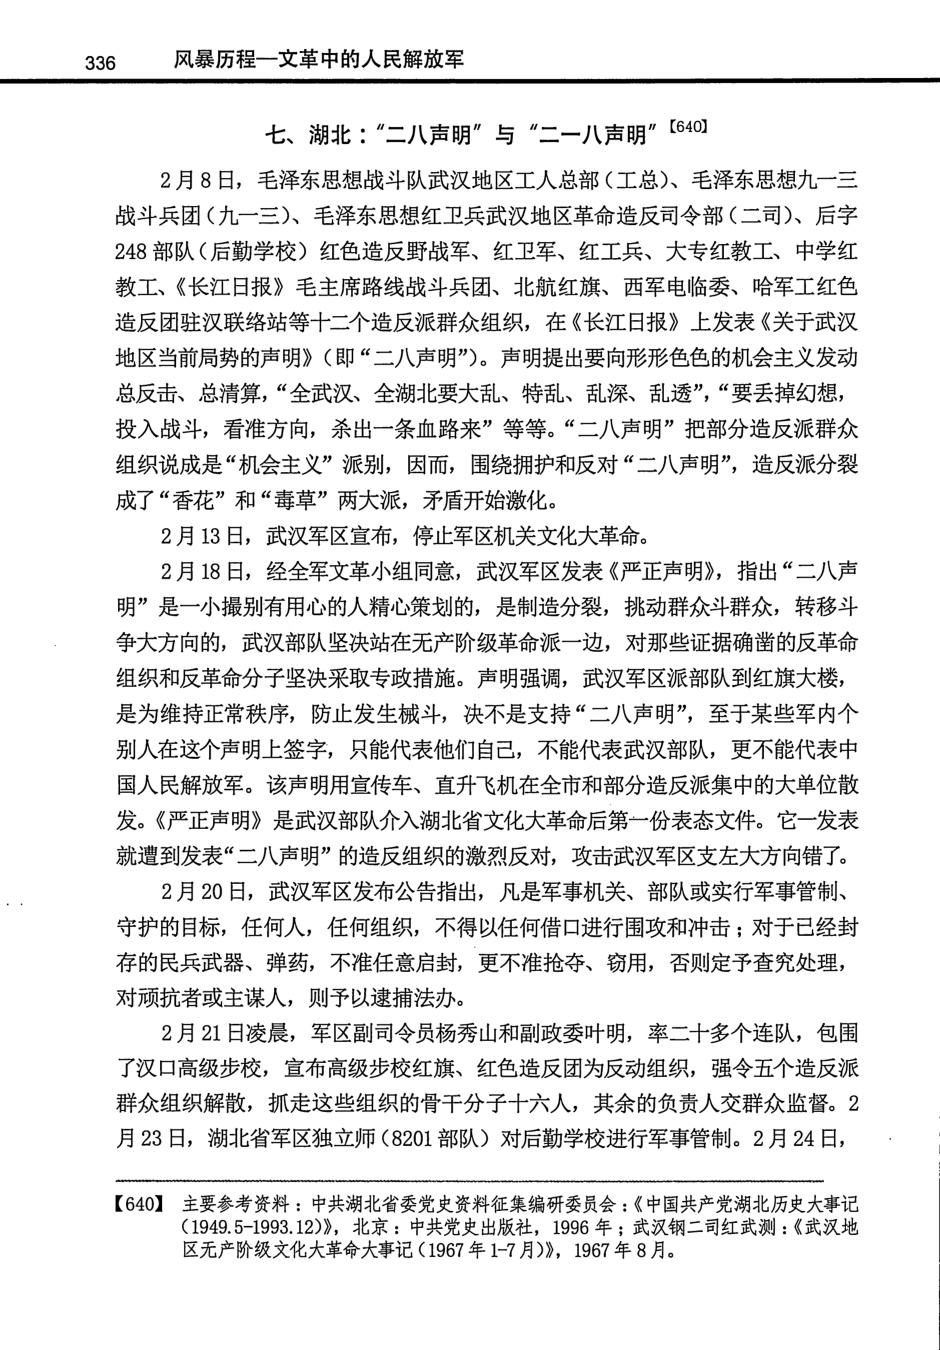 336 风暴历程—文革中的人民解放军
七、湖北：“二八声明”与“二一八声明”【640】
2月8日，毛泽东思想战斗队武汉地区工人总部（工总）、毛泽东思想九一三
战斗兵团（九一三）、毛泽东思想红卫兵武汉地区革命造反司令部（二司）、后字
248部队（后勤学校）红色造反野战军、红卫军、红工兵、大专红教工、中学红
教工、《长江日报》毛主席路线战斗兵团、北航红旗、西军电临委、哈军工红色
造反团驻汉联络站等十二个造反派群众组织，在《长江日报》上发表《关于武汉
地区当前局势的声明》（即“二八声明”）。声明提出要向形形色色的机会主义发动
总反击、总清算，“全武汉、全湖北要大乱、特乱、乱深、乱透”，“要丢掉幻想，
投入战斗，看准方向，杀出一条血路来”等等。“二八声明”把部分造反派群众
组织说成是“机会主义”派别，因而，围绕拥护和反对“二八声明”，造反派分裂
成了“香花”和“毒草”两大派，矛盾开始激化。
2月13日，武汉军区宣布，停止军区机关文化大革命。
2月18日，经全军文革小组同意，武汉军区发表《严正声明》，指出“二八声
明”是一小撮别有用心的人精心策划的，是制造分裂，挑动群众斗群众，转移斗
争大方向的，武汉部队坚决站在无产阶级革命派一边，对那些证据确凿的反革命
组织和反革命分子坚决采取专政措施。声明强调，武汉军区派部队到红旗大楼，
是为维持正常秩序，防止发生械斗，决不是支持“二八声明”，至于某些军内个
别人在这个声明上签字，只能代表他们自己，不能代表武汉部队，更不能代表中
国人民解放军。该声明用宣传车、直升飞机在全市和部分造反派集中的大单位散
发。《严正声明》是武汉部队介入湖北省文化大革命后第一份表态文件。它一发表
就遭到发表“二八声明”的造反组织的激烈反对，攻击武汉军区支左大方向错了。
2月20日，武汉军区发布公告指出，凡是军事机关、部队或实行军事管制、
守护的目标，任何人，任何组织，不得以任何借口进行围攻和冲击；对于已经封
存的民兵武器、弹药，不准任意启封，更不准抢夺、窃用，否则定予查究处理，
对顽抗者或主谋人，则予以逮捕法办。
2月21日凌晨，军区副司令员杨秀山和副政委叶明，率二十多个连队，包围
了汉口高级步校，宣布高级步校红旗、红色造反团为反动组织，强令五个造反派
群众组织解散，抓走这些组织的骨干分子十六人，其余的负责人交群众监督。2
月23日，湖北省军区独立师（8201部队）对后勤学校进行军事管制。2月24日，
【640】 主要参考资料：中共湖北省委党史资料征集编研委员会：《中国共产党湖北历史大事记
（1949.5-1993.12）》，北京：中共党史出版社，1996年；武汉钢二司红武测：《武汉地
区无产阶级文化大革命大事记（1967年1-7月）》，1967年8月。